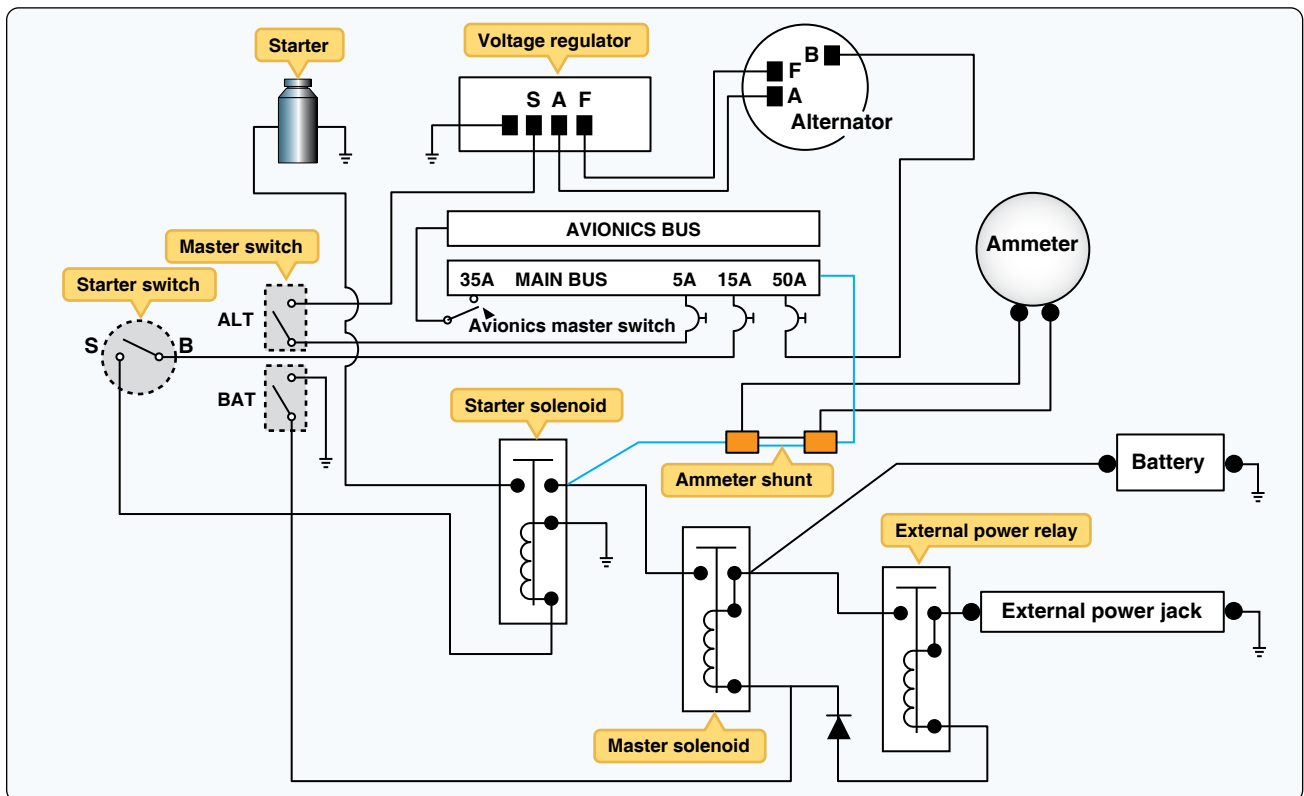 Starter
Voltage regulator
B
F
A
Alternator
S A F
AVIONICS BUS
Ammeter
Master switch
35A MAIN BUS 5A 15A 50A
Starter switch
ALT
Avionics master switch
S
B
BAT
Starter solenoid
Ammeter shunt
Battery
External power relay
External power jack
Master solenoid